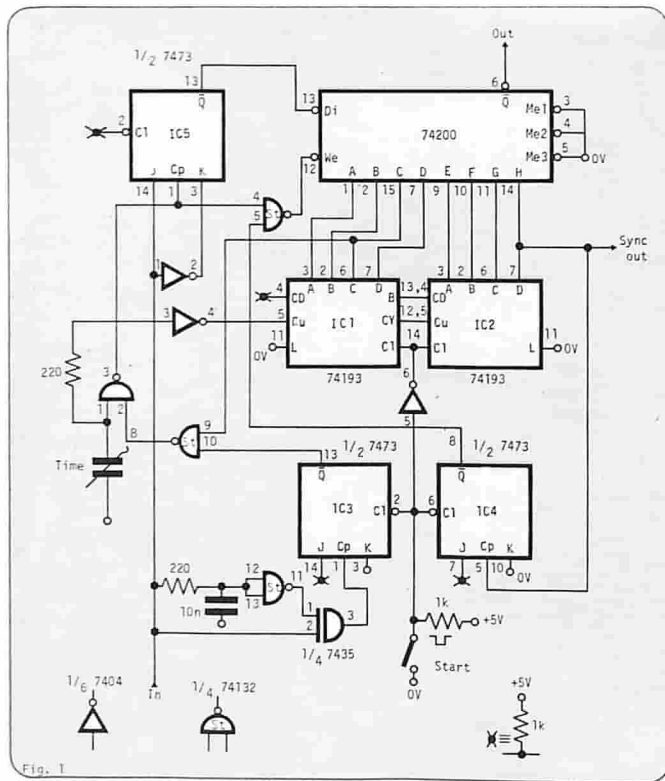 Out
1/2 7473
13
Q
6
Q
2
Cl
IC5
J
Cp
K
14
1
3
13
Di
74200
Me1
3
Me2
4
Me3
5
0V
We
12
A
B
C
D
E
F
G
H
1
2
15
7
9
10
11
14
4
5
St
Sync
out
1
2
3
4
3
2
6
7
A
B
C
D
4
CD
5
Cu
IC1
11
0V
L
B
CY
Cl
13,4
12,5
14
3
2
6
7
A
B
C
D
CD
Cu
IC2
Cl
L
11
0V
74193
74193
220
3
1
2
8
St
9
10
6
5
Time
1/2 7473
13
Q
IC3
Cl
2
J
Cp
K
14
1
3
8
1/2 7473
Q
6
Cl
IC4
J
Cp
K
7
5
10
0V
220
12
13
St
11
10n
1
2
3
1/4 7435
1k
+5V
Start
0V
1/6 7404
In
1/4 74132
St
+5V
1k
≡
Fig. 1